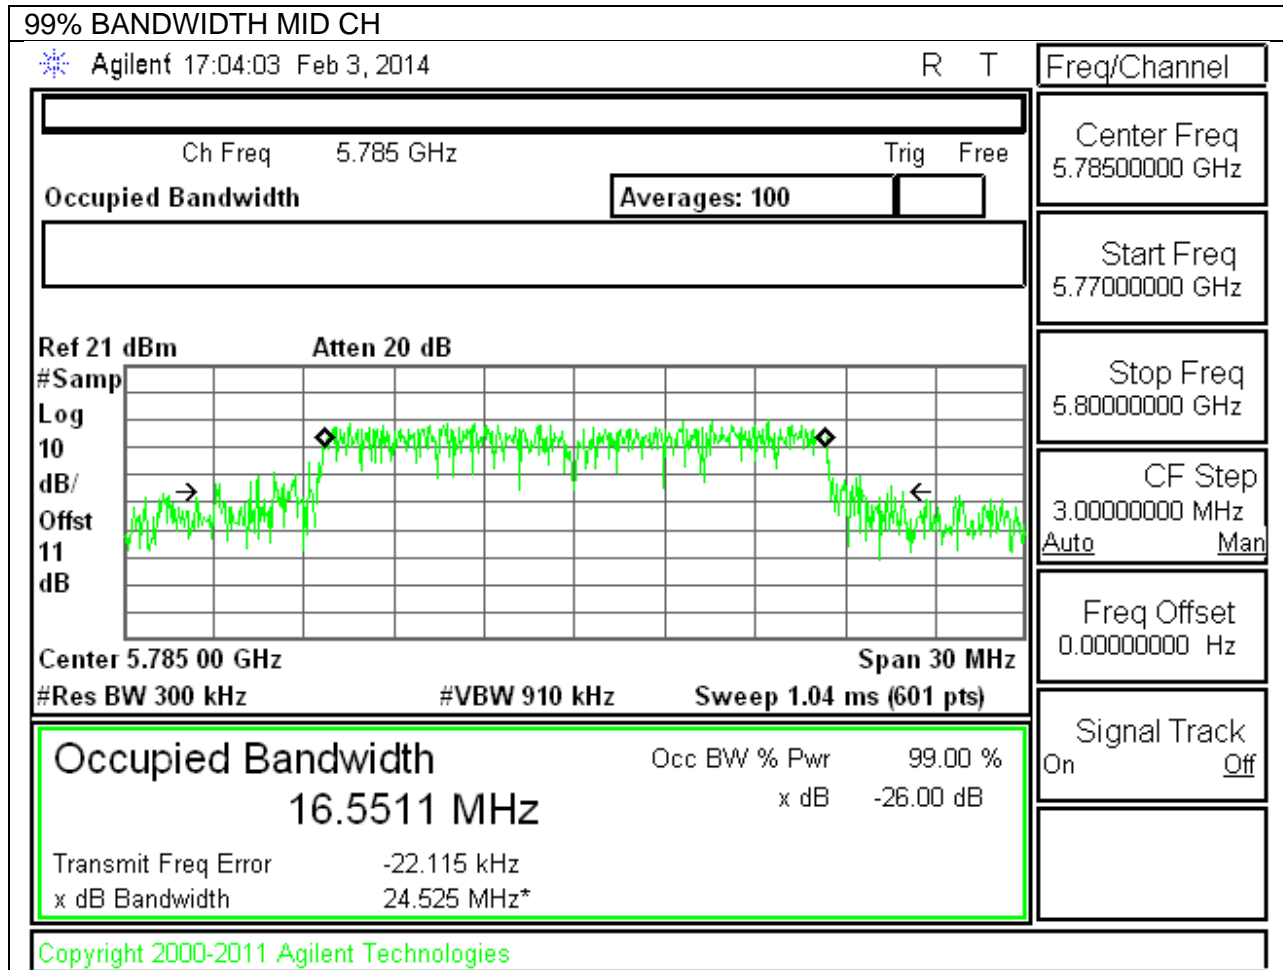 99% BANDWIDTH MID CH
Agilent 17:04:03 Feb 3, 2014 R T
Freq/Channel
Ch Freq 5.785 GHz Trig Free
Occupied Bandwidth Averages: 100
Center Freq
5.78500000 GHz
Start Freq
5.77000000 GHz
Stop Freq
5.80000000 GHz
CF Step
3.00000000 MHz
Auto Man
Freq Offset
0.00000000 Hz
Signal Track
On Off
Ref 21 dBm Atten 20 dB
#Samp
Log
10
dB/
Offst
11
dB
Center 5.785 00 GHz Span 30 MHz
#Res BW 300 kHz #VBW 910 kHz Sweep 1.04 ms (601 pts)
Occupied Bandwidth Occ BW % Pwr 99.00 %
16.5511 MHz x dB -26.00 dB
Transmit Freq Error -22.115 kHz
x dB Bandwidth 24.525 MHz*
Copyright 2000-2011 Agilent Technologies